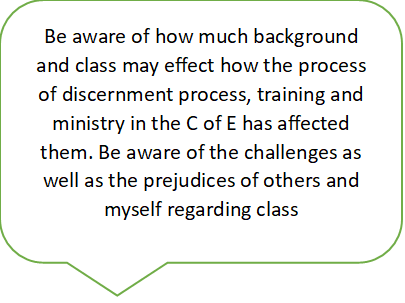 Be aware of how much background
and class may effect how the process
of discernment process, training and
ministry in the C of E has affected
them. Be aware of the challenges as
well as the prejudices of others and
myself regarding class